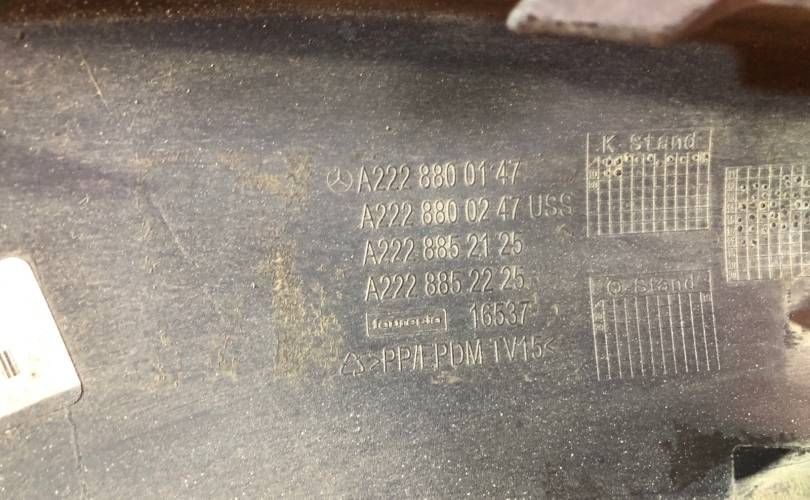 A222 880 01 47
A222 880 02 47 USS
A222 885 21 25
A222 885 22 25
faurecia 16537
>PP/EPDM TV15<
K-Stand
Q-Stand